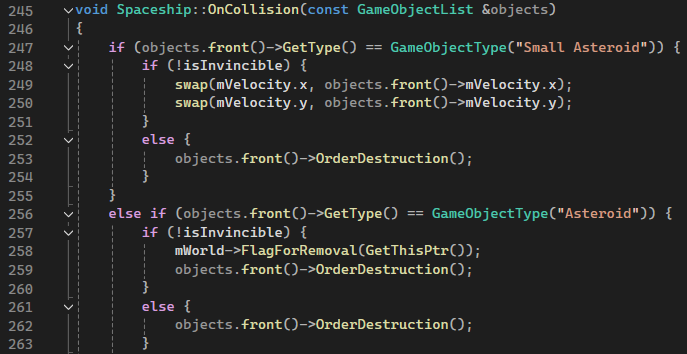 245 void Spaceship::OnCollision(const GameObjectList &objects)
246 {
247     if (objects.front()->GetType() == GameObjectType("Small Asteroid")) {
248         if (!isInvincible) {
249             swap(mVelocity.x, objects.front()->mVelocity.x);
250             swap(mVelocity.y, objects.front()->mVelocity.y);
251         }
252         else {
253             objects.front()->OrderDestruction();
254         }
255     }
256     else if (objects.front()->GetType() == GameObjectType("Asteroid")) {
257         if (!isInvincible) {
258             mWorld->FlagForRemoval(GetThisPtr());
259             objects.front()->OrderDestruction();
260         }
261         else {
262             objects.front()->OrderDestruction();
263         }